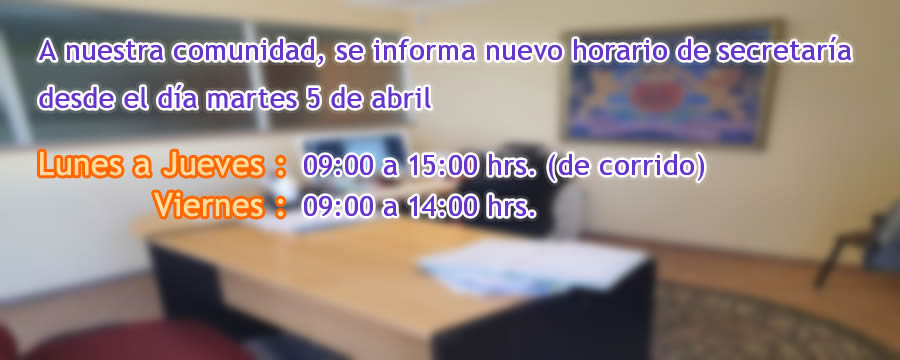 A nuestra comunidad, se informa nuevo horario de secretaría
desde el día martes 5 de abril
Lunes a Jueves : 09:00 a 15:00 hrs. (de corrido)
Viernes : 09:00 a 14:00 hrs.